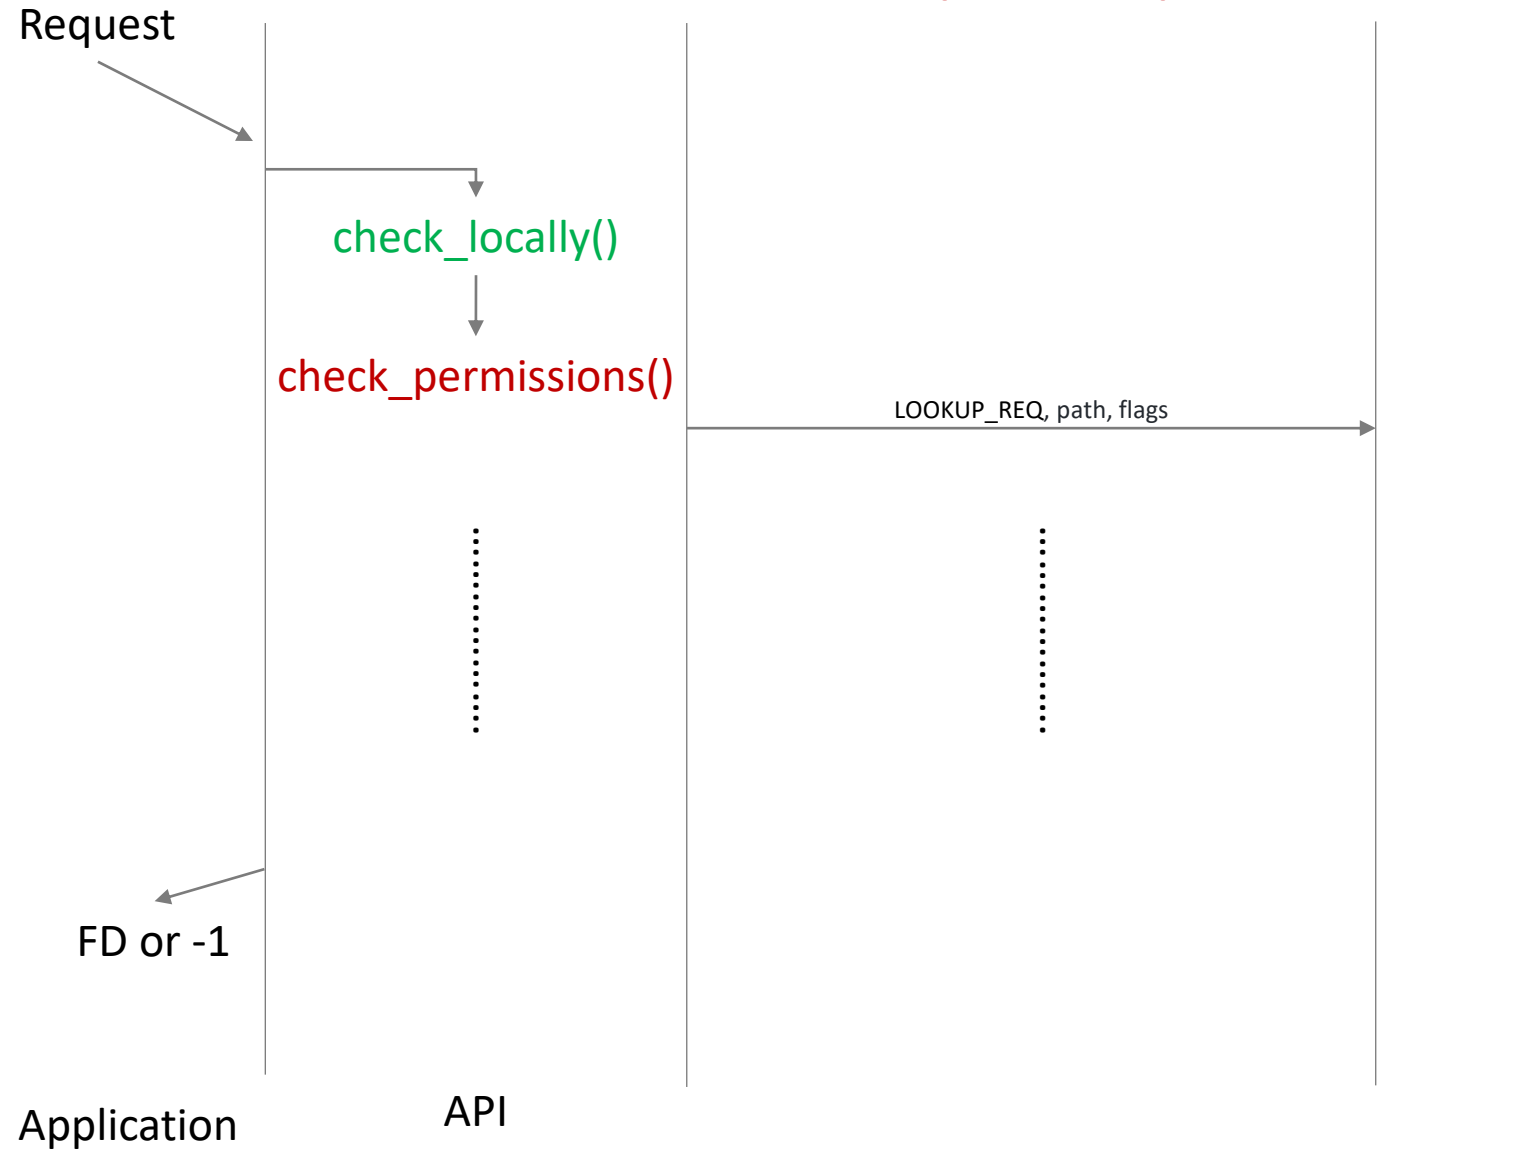 Request
check_locally()
check_permissions()
LOOKUP_REQ, path, flags
FD or -1
API
Application